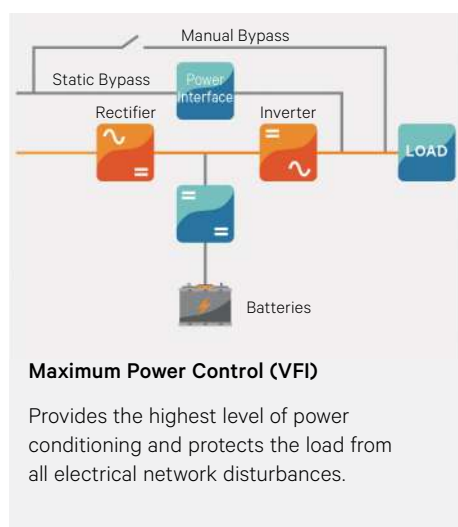 Manual Bypass
Static Bypass
Power
Interface
Rectifier
Inverter
LOAD
Batteries
Maximum Power Control (VFI)
Provides the highest level of power
conditioning and protects the load from
all electrical network disturbances.